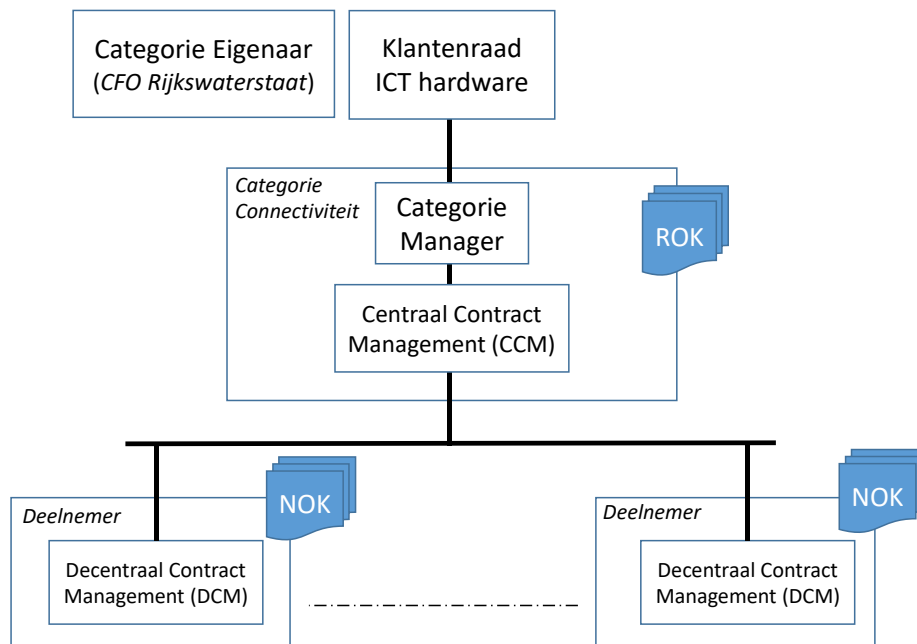 Categorie Eigenaar
(CFO Rijkswaterstaat)
Klantenraad
ICT hardware
Categorie
Connectiviteit
Categorie
Manager
ROK
Centraal Contract
Management (CCM)
Deelnemer
NOK
Decentraal Contract
Management (DCM)
Deelnemer
NOK
Decentraal Contract
Management (DCM)